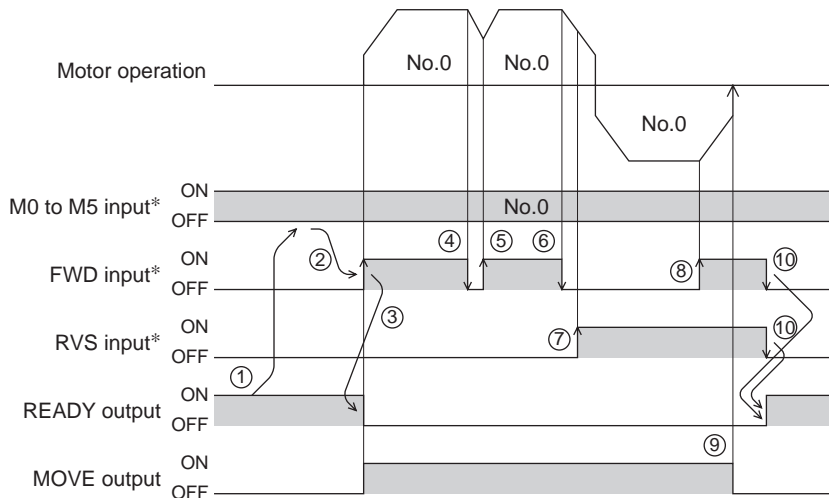 No.0 No.0
Motor operation
No.0
M0 to M5 input* ON
OFF
No.0
② ④ ⑤ ⑥ ⑧ ⑩
FWD input* ON
OFF
③ ⑦ ⑩
RVS input* ON
OFF
①
READY output ON
OFF
⑨
MOVE output ON
OFF